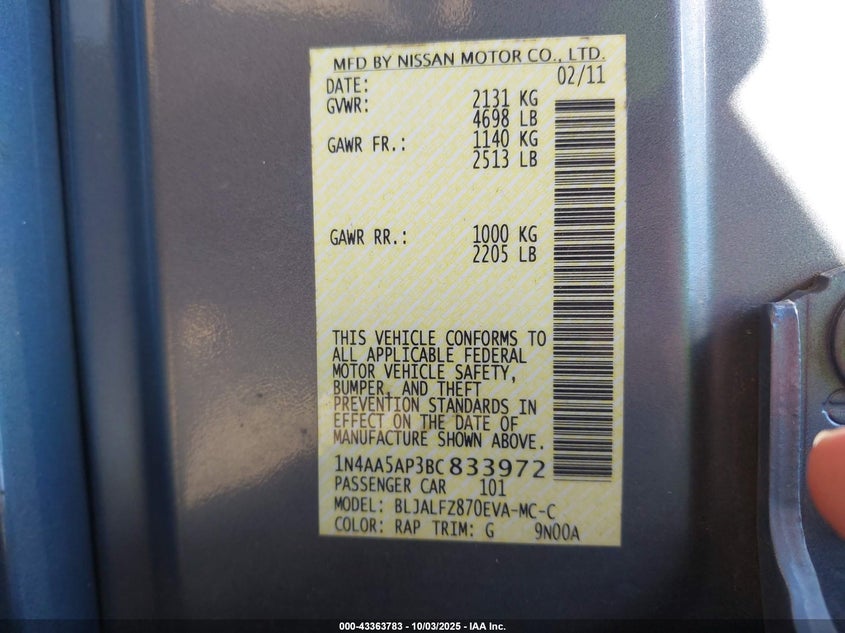 MFD BY NISSAN MOTOR CO., LTD.
DATE: 02/11
GVWR: 2131 KG
4698 LB
GAWR FR.: 1140 KG
2513 LB
GAWR RR.: 1000 KG
2205 LB
THIS VEHICLE CONFORMS TO
ALL APPLICABLE FEDERAL
MOTOR VEHICLE SAFETY,
BUMPER, AND THEFT
PREVENTION STANDARDS IN
EFFECT ON THE DATE OF
MANUFACTURE SHOWN ABOVE.
1N4AA5AP3BC833972
PASSENGER CAR 101
MODEL: BLJALFZ870EVA-MC-C
COLOR: RAP TRIM: G 9N00A
000-43363783 - 10/03/2025 - IAA Inc.